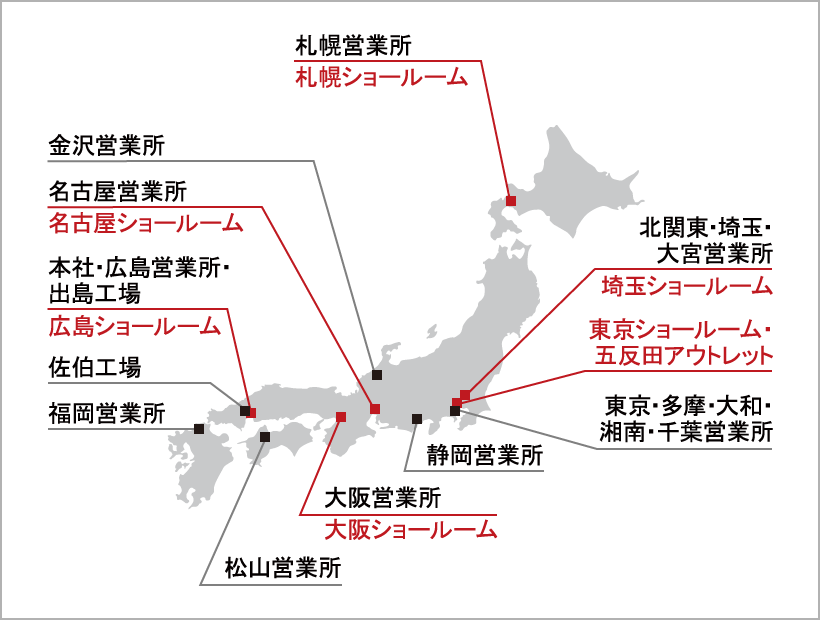 札幌営業所
札幌ショールーム
金沢営業所
名古屋営業所
名古屋ショールーム
本社・広島営業所・
出島工場
広島ショールーム
佐伯工場
福岡営業所
北関東・埼玉・
大宮営業所
埼玉ショールーム
東京ショールーム・
五反田アウトレット
東京・多摩・大和・
湘南・千葉営業所
静岡営業所
大阪営業所
大阪ショールーム
松山営業所